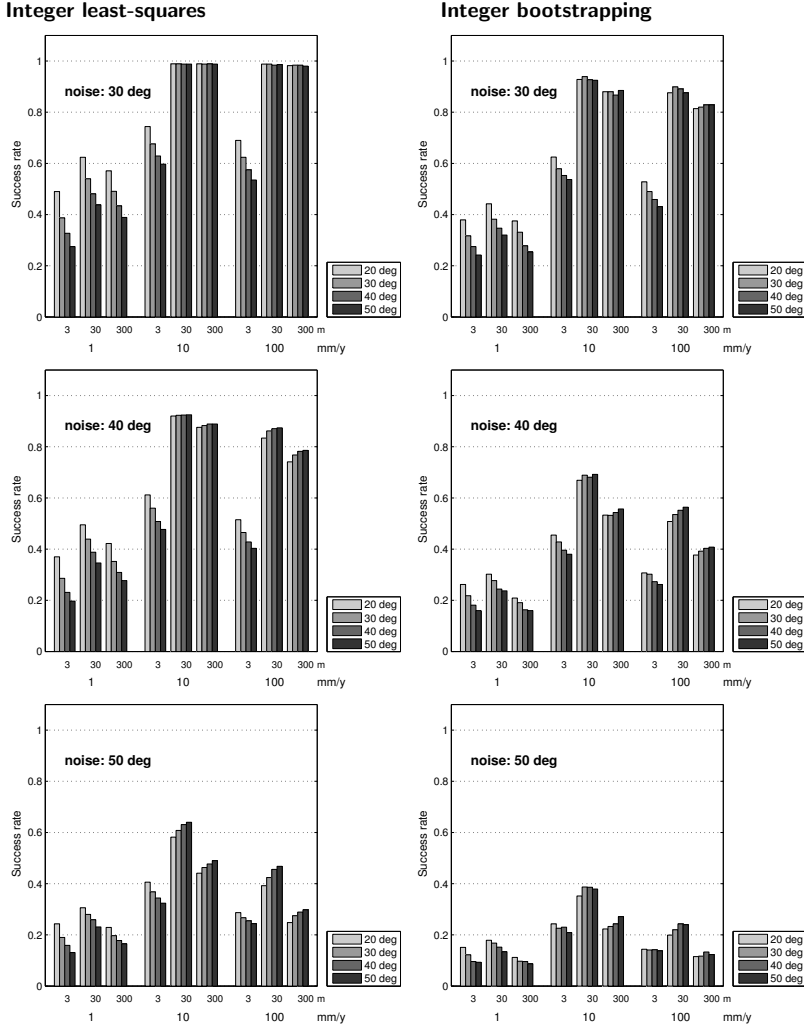 Integer least-squares
Integer bootstrapping
noise: 30 deg
Success rate
1
0.8
0.6
0.4
0.2
0
3 30 300 m
3 30 300
3 30 300 m
1 10 100 mm/y
20 deg
30 deg
40 deg
50 deg
noise: 30 deg
Success rate
1
0.8
0.6
0.4
0.2
0
3 30 300 3 30 300 3 30 300 m
1 10 100 mm/y
20 deg
30 deg
40 deg
50 deg
noise: 40 deg
Success rate
1
0.8
0.6
0.4
0.2
0
3 30 300 3 30 300 3 30 300 m
1 10 100 mm/y
20 deg
30 deg
40 deg
50 deg
noise: 40 deg
Success rate
1
0.8
0.6
0.4
0.2
0
3 30 300 3 30 300 3 30 300 m
1 10 100 mm/y
20 deg
30 deg
40 deg
50 deg
noise: 50 deg
Success rate
1
0.8
0.6
0.4
0.2
0
3 30 300 3 30 300 3 30 300 m
1 10 100 mm/y
20 deg
30 deg
40 deg
50 deg
noise: 50 deg
Success rate
1
0.8
0.6
0.4
0.2
0
3 30 300 3 30 300 3 30 300 m
1 10 100 mm/y
20 deg
30 deg
40 deg
50 deg